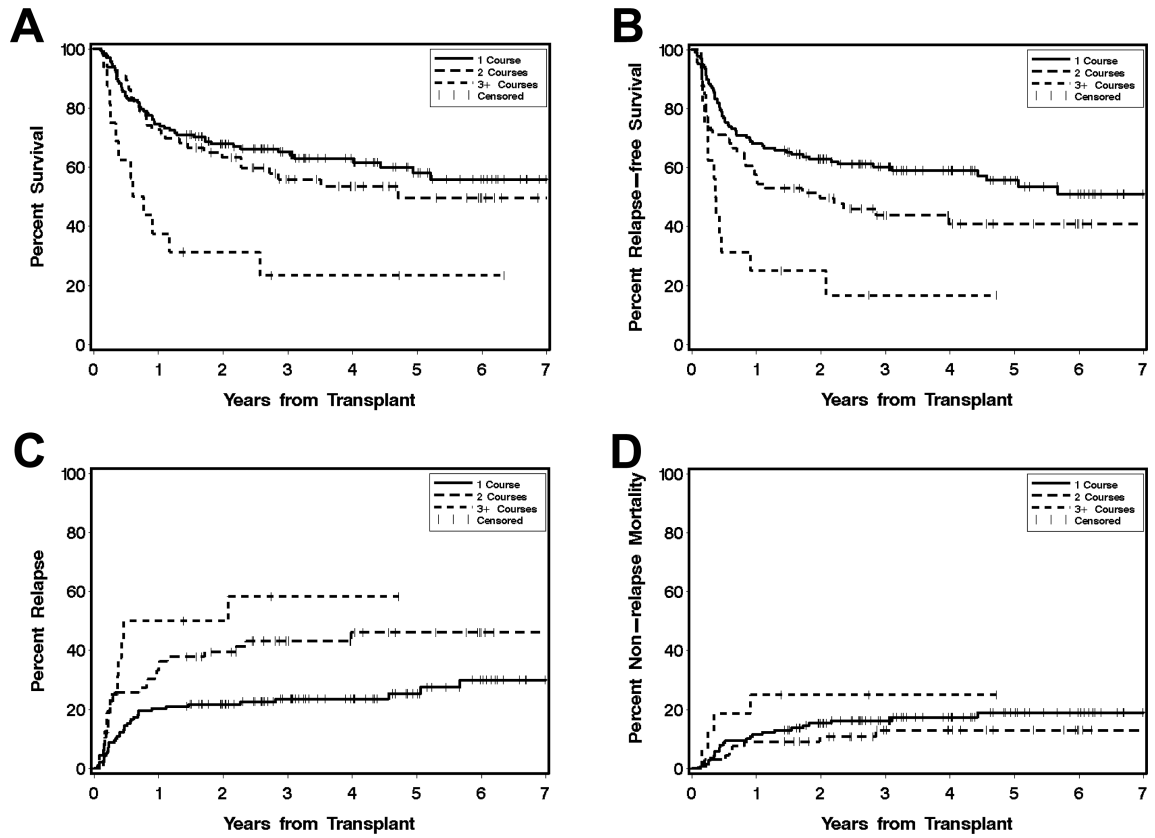 A
Percent Survival
100
80
60
40
20
0
1 Course
2 Courses
3+ Courses
Censored
0 1 2 3 4 5 6 7
Years from Transplant
B
Percent Relapse-free Survival
100
80
60
40
20
0
1 Course
2 Courses
3+ Courses
Censored
0 1 2 3 4 5 6 7
Years from Transplant
C
Percent Relapse
100
80
60
40
20
0
1 Course
2 Courses
3+ Courses
Censored
0 1 2 3 4 5 6 7
Years from Transplant
D
Percent Non-relapse Mortality
100
80
60
40
20
0
1 Course
2 Courses
3+ Courses
Censored
0 1 2 3 4 5 6 7
Years from Transplant